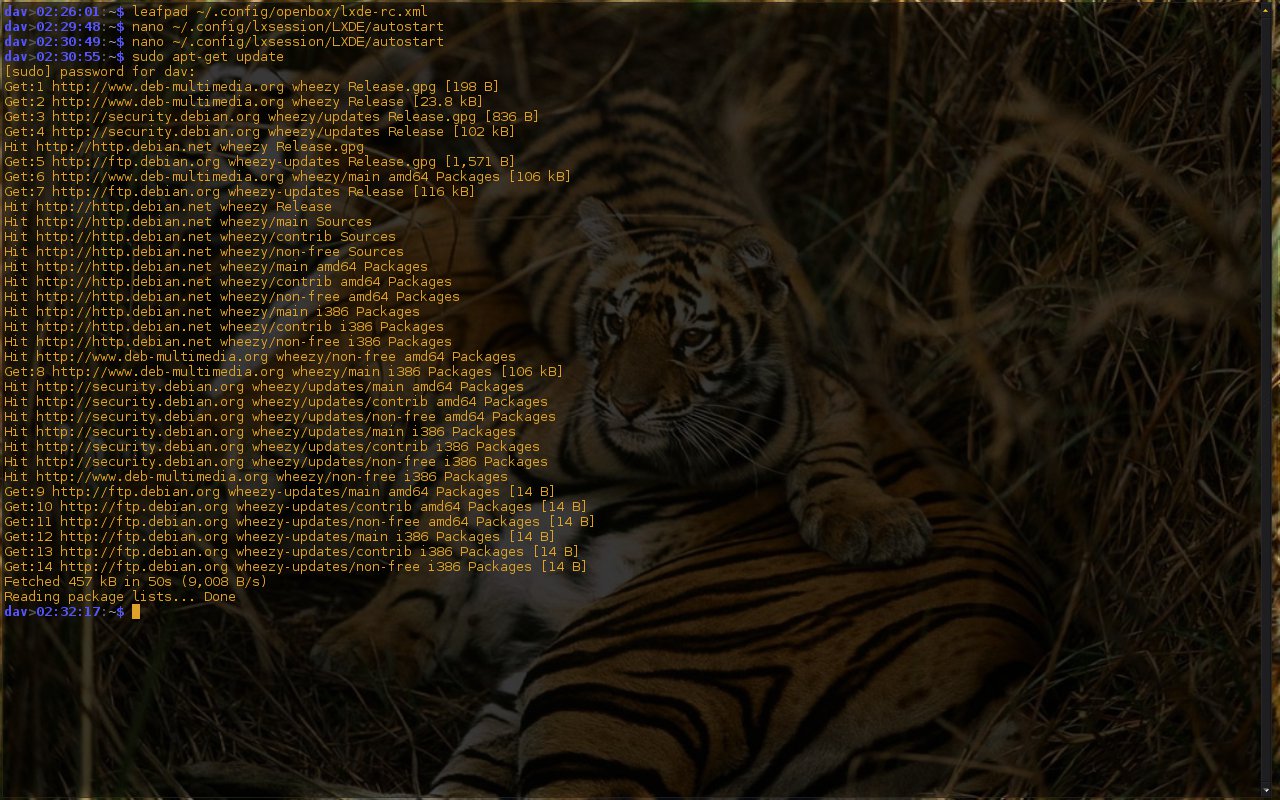 dav>02:26:01:~$ leafpad ~/.config/openbox/lxde-rc.xml
dav>02:29:48:~$ nano ~/.config/lxsession/LXDE/autostart
dav>02:30:49:~$ nano ~/.config/lxsession/LXDE/autostart
dav>02:30:55:~$ sudo apt-get update
[sudo] password for dav:
Get:1 http://www.deb-multimedia.org wheezy Release.gpg [198 B]
Get:2 http://www.deb-multimedia.org wheezy Release [23.8 kB]
Get:3 http://security.debian.org wheezy/updates Release.gpg [836 B]
Get:4 http://security.debian.org wheezy/updates Release [102 kB]
Hit http://http.debian.net wheezy Release.gpg
Get:5 http://ftp.debian.org wheezy-updates Release.gpg [1,571 B]
Get:6 http://www.deb-multimedia.org wheezy/main amd64 Packages [106 kB]
Get:7 http://ftp.debian.org wheezy-updates Release [116 kB]
Hit http://http.debian.net wheezy Release
Hit http://http.debian.net wheezy/main Sources
Hit http://http.debian.net wheezy/contrib Sources
Hit http://http.debian.net wheezy/non-free Sources
Hit http://http.debian.net wheezy/main amd64 Packages
Hit http://http.debian.net wheezy/contrib amd64 Packages
Hit http://http.debian.net wheezy/non-free amd64 Packages
Hit http://http.debian.net wheezy/main i386 Packages
Hit http://http.debian.net wheezy/contrib i386 Packages
Hit http://http.debian.net wheezy/non-free i386 Packages
Hit http://www.deb-multimedia.org wheezy/non-free amd64 Packages
Get:8 http://www.deb-multimedia.org wheezy/main i386 Packages [106 kB]
Hit http://security.debian.org wheezy/updates/main amd64 Packages
Hit http://security.debian.org wheezy/updates/contrib amd64 Packages
Hit http://security.debian.org wheezy/updates/non-free amd64 Packages
Hit http://security.debian.org wheezy/updates/main i386 Packages
Hit http://security.debian.org wheezy/updates/contrib i386 Packages
Hit http://security.debian.org wheezy/updates/non-free i386 Packages
Hit http://www.deb-multimedia.org wheezy/non-free i386 Packages
Get:9 http://ftp.debian.org wheezy-updates/main amd64 Packages [14 B]
Get:10 http://ftp.debian.org wheezy-updates/contrib amd64 Packages [14 B]
Get:11 http://ftp.debian.org wheezy-updates/non-free amd64 Packages [14 B]
Get:12 http://ftp.debian.org wheezy-updates/main i386 Packages [14 B]
Get:13 http://ftp.debian.org wheezy-updates/contrib i386 Packages [14 B]
Get:14 http://ftp.debian.org wheezy-updates/non-free i386 Packages [14 B]
Fetched 457 kB in 50s (9,008 B/s)
Reading package lists... Done
dav>02:32:17:~$